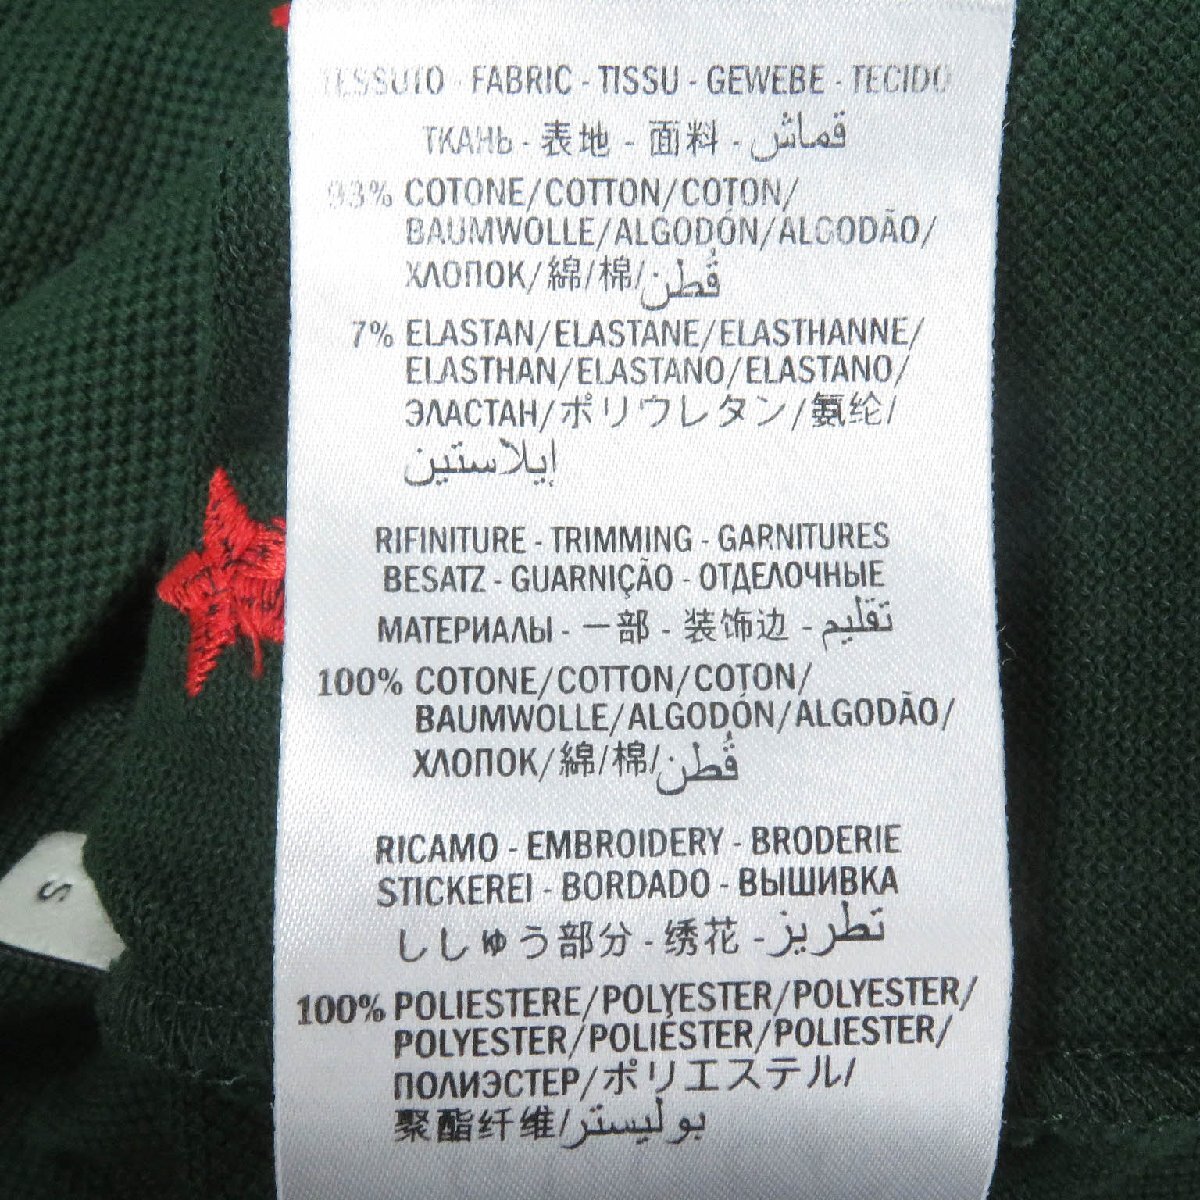 TESSUTO - FABRIC - TISSU - GEWEBE - TECIDO
ТКАНЬ - 表地 - 面料 - قماش
93% COTONE/COTTON/COTON/
BAUMWOLLE/ALGODÓN/ALGODÃO/
ХЛОПОК/綿/棉/قُطن
7% ELASTAN/ELASTANE/ELASTHANNE/
ELASTHAN/ELASTANO/ELASTANO/
ЭЛАСТАН/ポリウレタン/氨纶/
إيلاستين
RIFINITURE - TRIMMING - GARNITURES
BESATZ - GUARNIÇÃO - ОТДЕЛОЧНЫЕ
МАТЕРИАЛЫ - 一部 - 装饰边 - تقليم
100% COTONE/COTTON/COTON/
BAUMWOLLE/ALGODÓN/ALGODÃO/
ХЛОПОК/綿/棉/قُطن
RICAMO - EMBROIDERY - BRODERIE
STICKEREI - BORDADO - ВЫШИВКА
ししゅう部分 - 绣花 - تطريز
100% POLIESTERE/POLYESTER/POLYESTER/
POLYESTER/POLIÉSTER/POLIESTER/
ПОЛИЭСТЕР/ポリエステル/
聚酯纤维/بوليستر
S